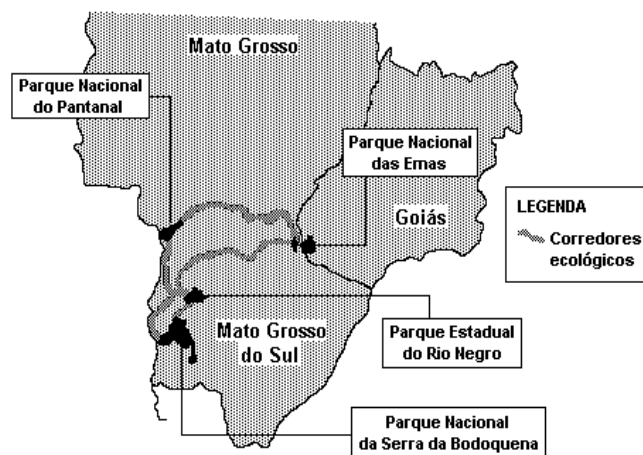 Mato Grosso
Parque Nacional
do Pantanal
Parque Nacional
das Emas
Goiás
LEGENDA
Corredores
ecológicos
Mato Grosso
do Sul
Parque Estadual
do Rio Negro
Parque Nacional
da Serra da Bodoquena